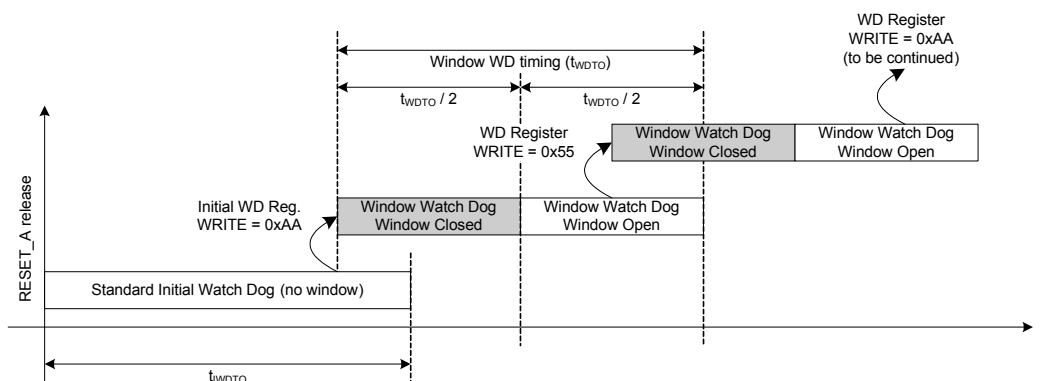 WD Register
WRITE = 0xAA
(to be continued)
Window WD timing (tWDTO)
tWDTO / 2
tWDTO / 2
WD Register
WRITE = 0x55
Window Watch Dog
Window Closed
Window Watch Dog
Window Open
Initial WD Reg.
WRITE = 0xAA
Window Watch Dog
Window Closed
Window Watch Dog
Window Open
RESET_A release
Standard Initial Watch Dog (no window)
tIWDTO